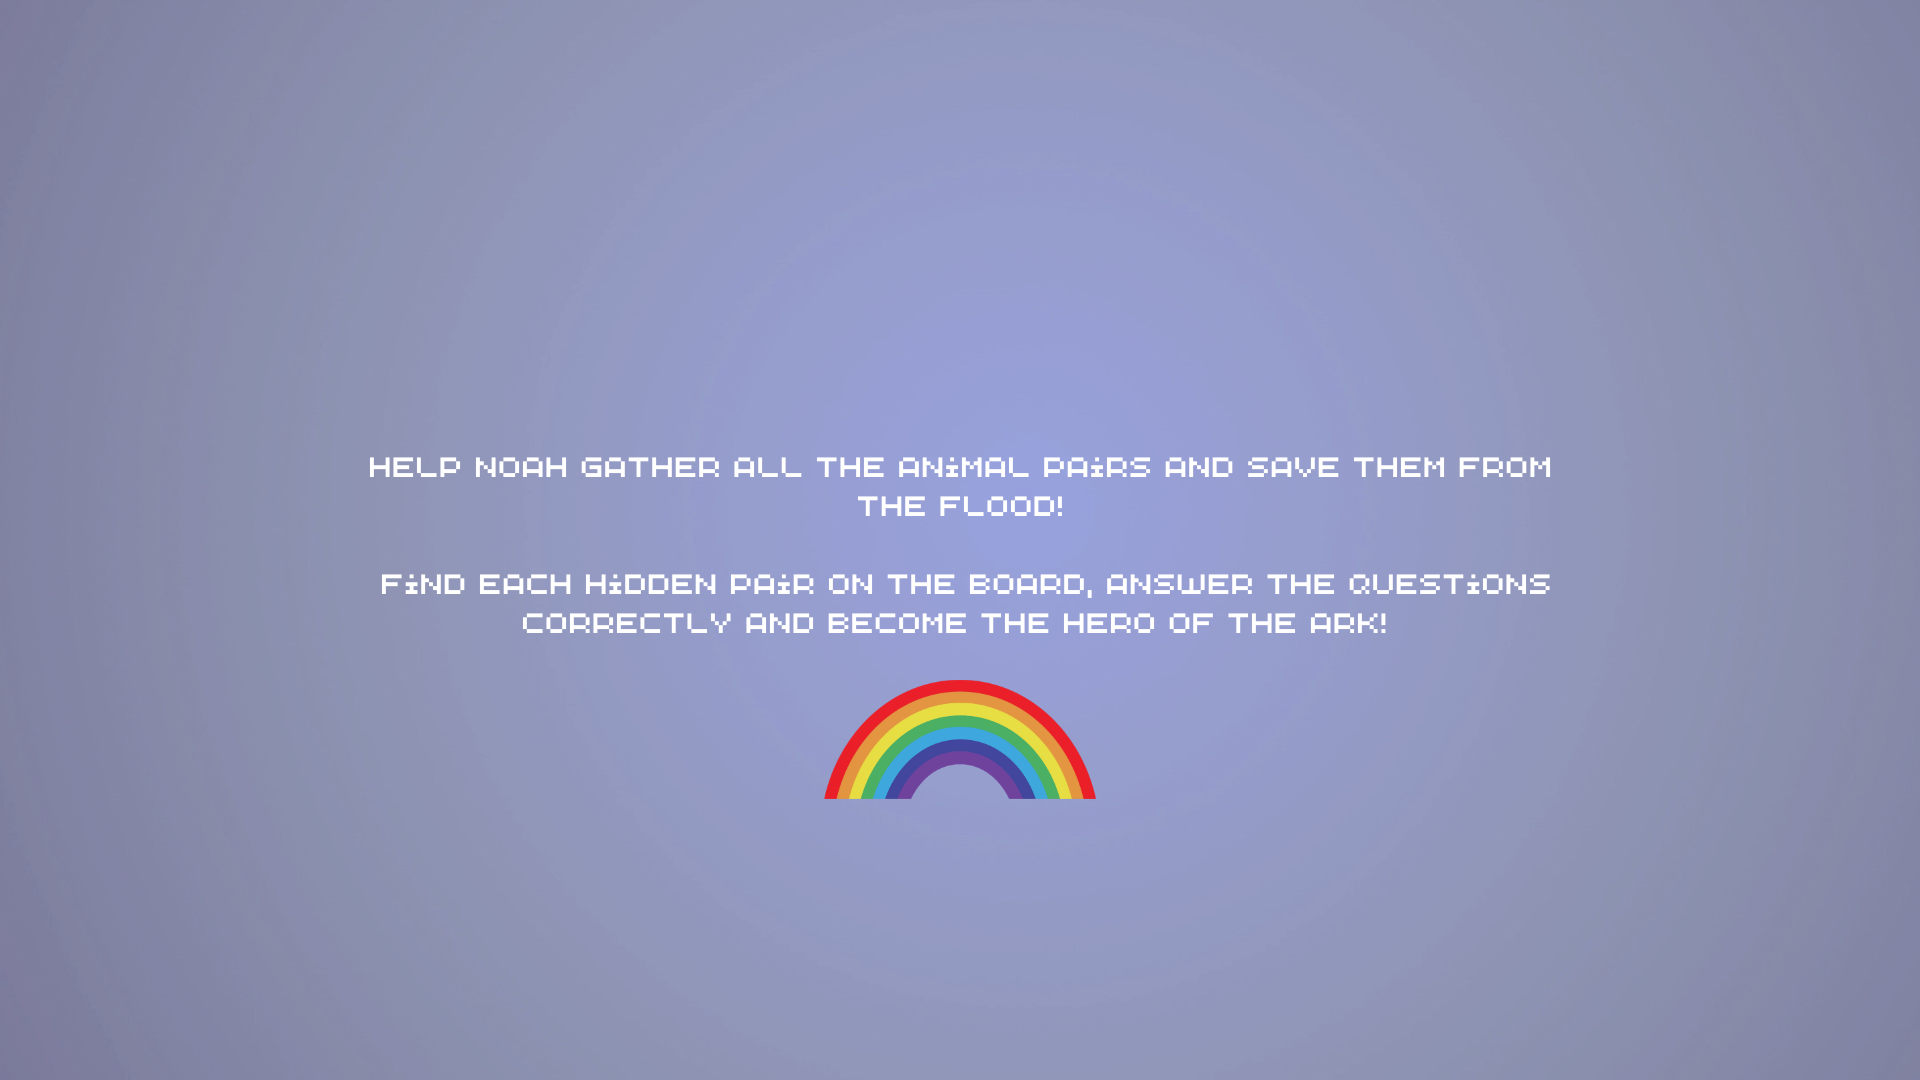 HELP NOAH GATHER ALL THE ANiMAL PAiRS AND SAVE THEM FROM
THE FLOOD!
FiND EACH HiDDEN PAiR ON THE BOARD, ANSWER THE QUESTiONS
CORRECTLY AND BECOME THE HERO OF THE ARK!